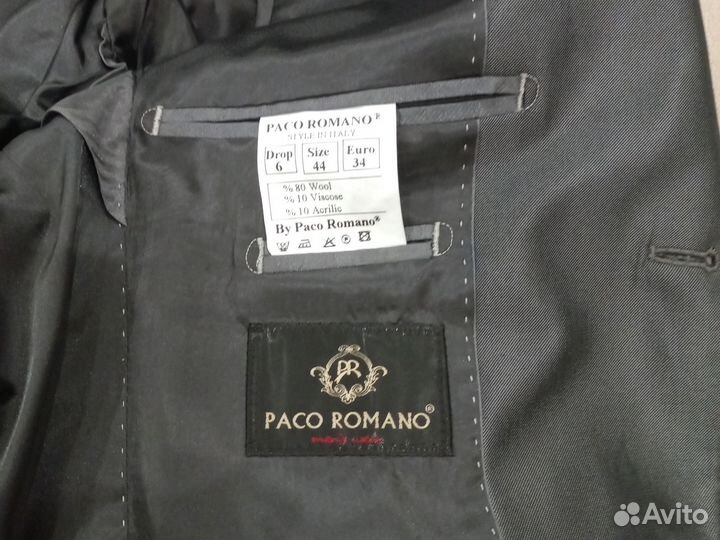 PACO ROMANO®
STYLE IN ITALY
Drop Size Euro
6 44 34
% 80 Wool
% 10 Viscose
% 10 Acrilic
By Paco Romano®
PR
PACO ROMANO®
Avito